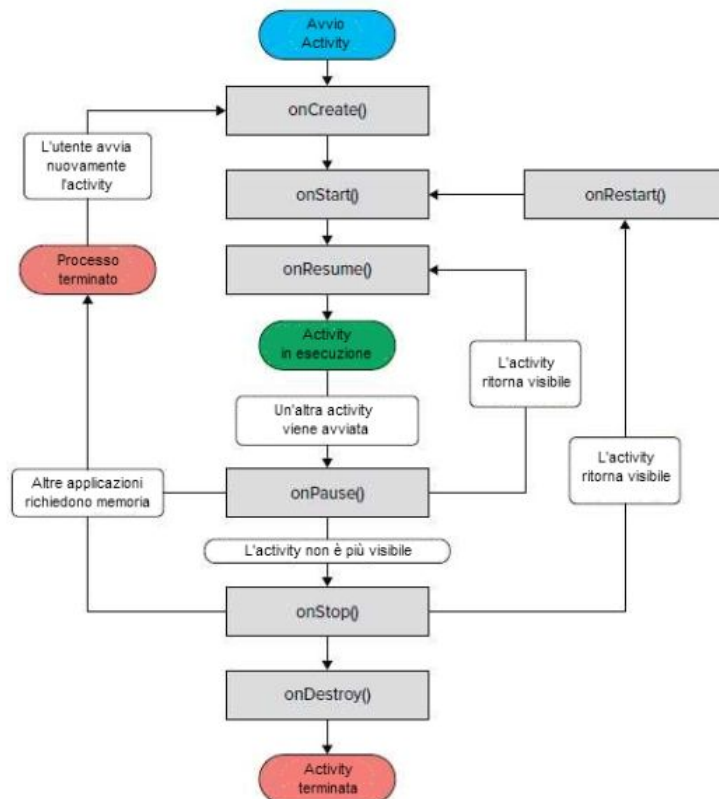 Avvio
Activity
onCreate()
L'utente avvia
nuovamente
l'activity
onStart()
onRestart()
Processo
terminato
onResume()
Activity
in esecuzione
L'activity
ritorna visibile
Un'altra activity
viene avviata
L'activity
ritorna visibile
Altre applicazioni
richiedono memoria
onPause()
L'activity non è più visibile
onStop()
onDestroy()
Activity
terminata